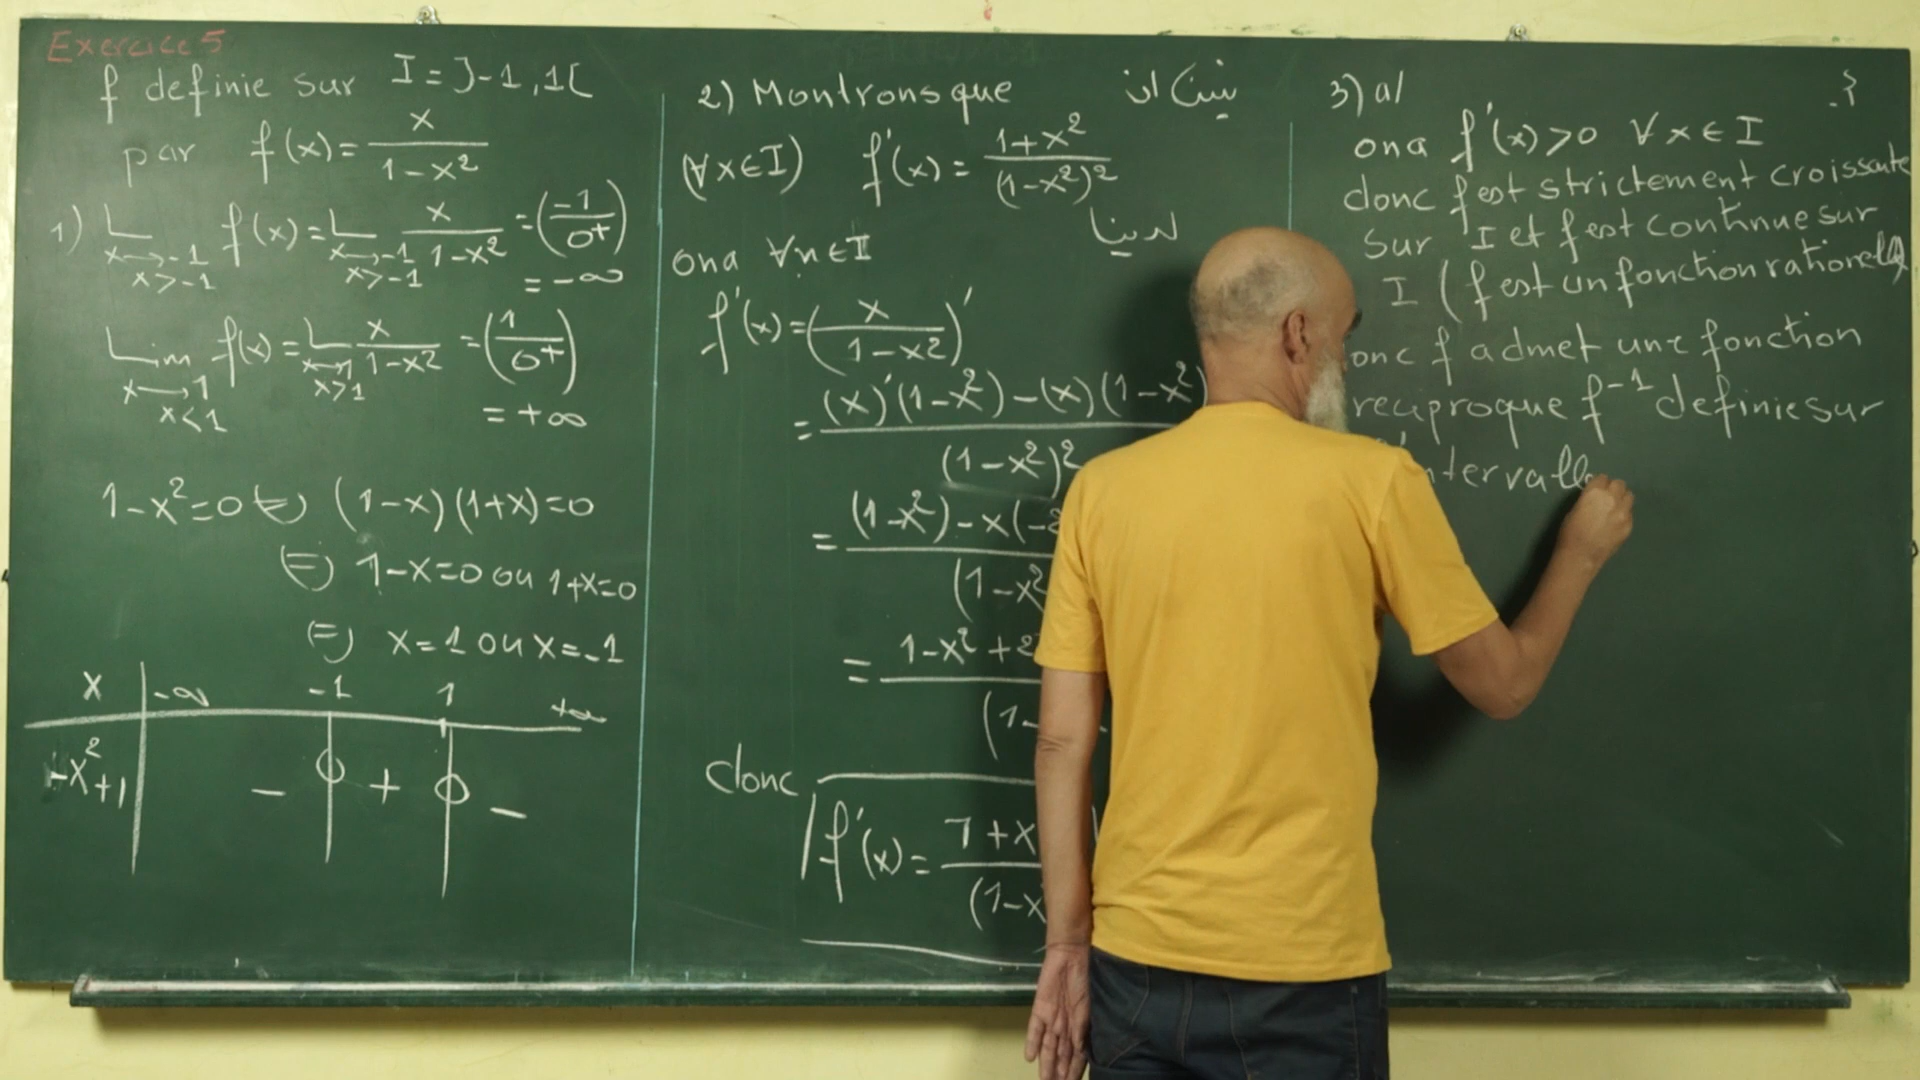 Exercice 5
f definie sur I = ]-1,1[
par f(x) = x / (1-x²)
1) Lim x→-1 x>-1 f(x) = Lim x→-1 x>-1 x / (1-x²) = (-1 / 0⁺)
= -∞
Lim x→1 x<1 f(x) = Lim x→1 x>1 x / (1-x²) = (1 / 0⁺)
= +∞
1-x²=0 ⇔ (1-x)(1+x)=0
⇔ 1-x=0 ou 1+x=0
⇔ x=1 ou x=-1
x -∞ -1 1 +∞
-x²+1 - 0 + 0 -
2) Montrons que نبين ان
(∀x∈I) f'(x) = (1+x²) / (1-x²)²
ona ∀n∈I لدينا
f'(x) = (x / (1-x²))'
= (x)'(1-x²)-(x)(1-x²) / (1-x²)²
= (1-x²)-x(-2 / (1-x²
= 1-x²+2 / (1-
donc
f'(x) = 1+x / (1-x
3) a/
ona f'(x)>0 ∀x∈I
donc f est strictement croissante
sur I et f est continue sur
I (f est un fonction rationelle)
onc f admet une fonction
reciproque f⁻¹ definie sur
ntervalle